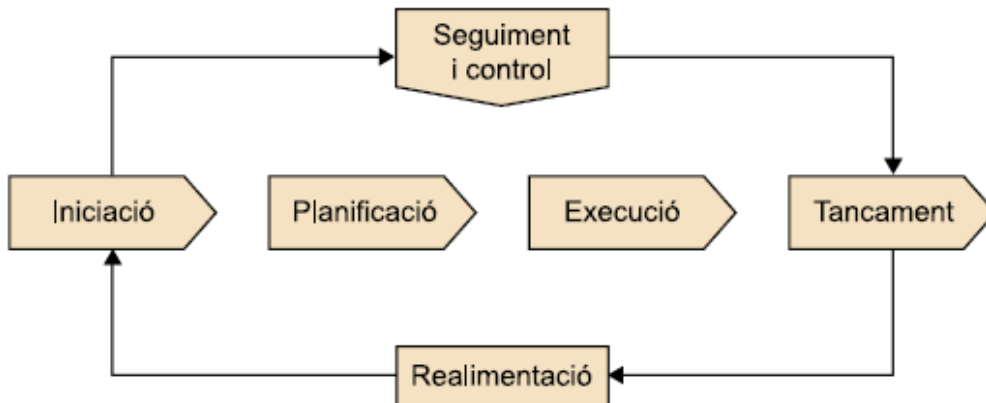 Seguiment
i control
Iniciació
Planificació
Execució
Tancament
Realimentació